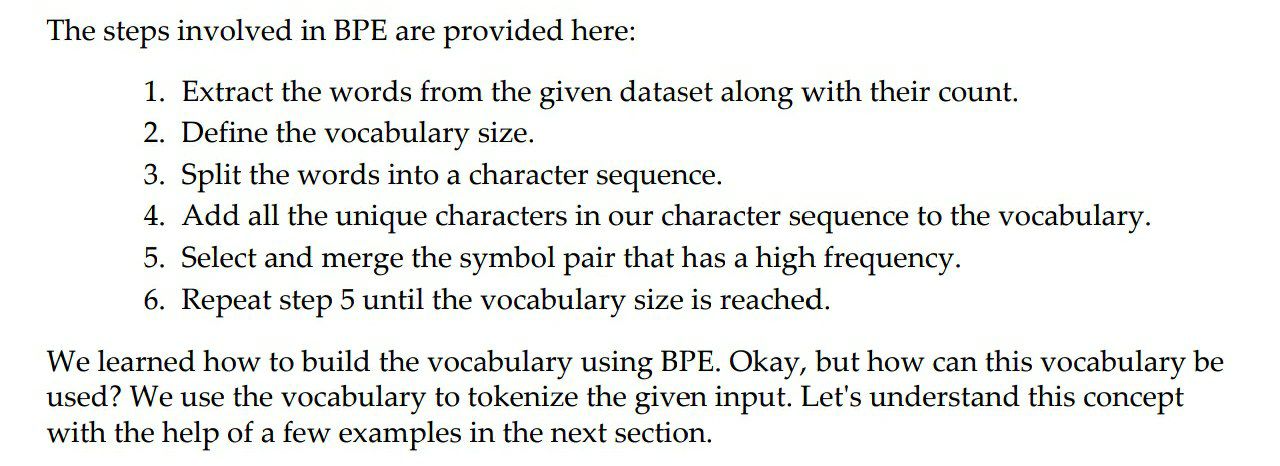 The steps involved in BPE are provided here:
1. Extract the words from the given dataset along with their count.
2. Define the vocabulary size.
3. Split the words into a character sequence.
4. Add all the unique characters in our character sequence to the vocabulary.
5. Select and merge the symbol pair that has a high frequency.
6. Repeat step 5 until the vocabulary size is reached.
We learned how to build the vocabulary using BPE. Okay, but how can this vocabulary be
used? We use the vocabulary to tokenize the given input. Let's understand this concept
with the help of a few examples in the next section.